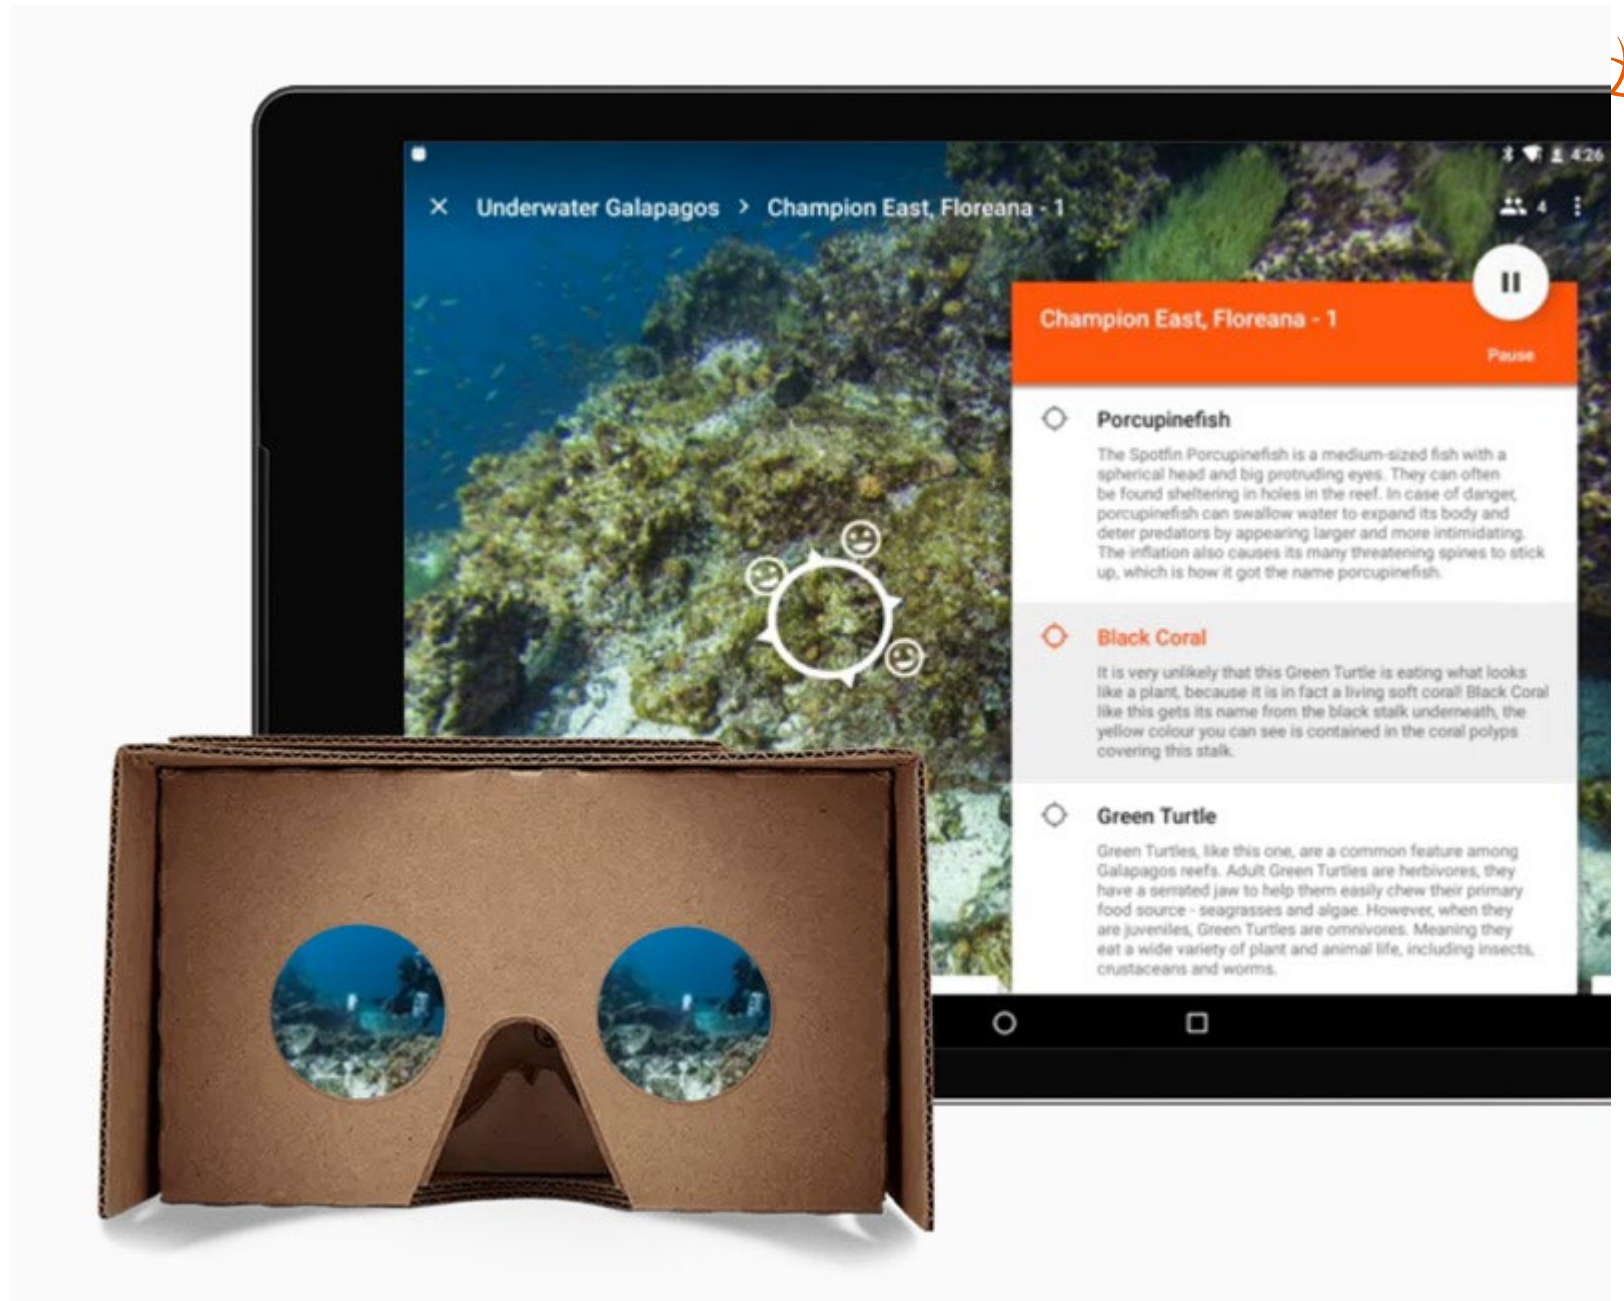 4:26
Underwater Galapagos > Champion East, Floreana - 1
4
Champion East, Floreana - 1
Pause
Porcupinefish
The Spotfin Porcupinefish is a medium-sized fish with a
spherical head and big protruding eyes. They can often
be found sheltering in holes in the reef. In case of danger,
porcupinefish can swallow water to expand its body and
deter predators by appearing larger and more intimidating.
The inflation also causes its many threatening spines to stick
up, which is how it got the name porcupinefish.
Black Coral
It is very unlikely that this Green Turtle is eating what looks
like a plant, because it is in fact a living soft coral! Black Coral
like this gets its name from the black stalk underneath, the
yellow colour you can see is contained in the coral polyps
covering this stalk.
Green Turtle
Green Turtles, like this one, are a common feature among
Galapagos reefs. Adult Green Turtles are herbivores, they
have a serrated jaw to help them easily chew their primary
food source - seagrasses and algae. However, when they
are juveniles, Green Turtles are omnivores. Meaning they
eat a wide variety of plant and animal life, including insects,
crustaceans and worms.